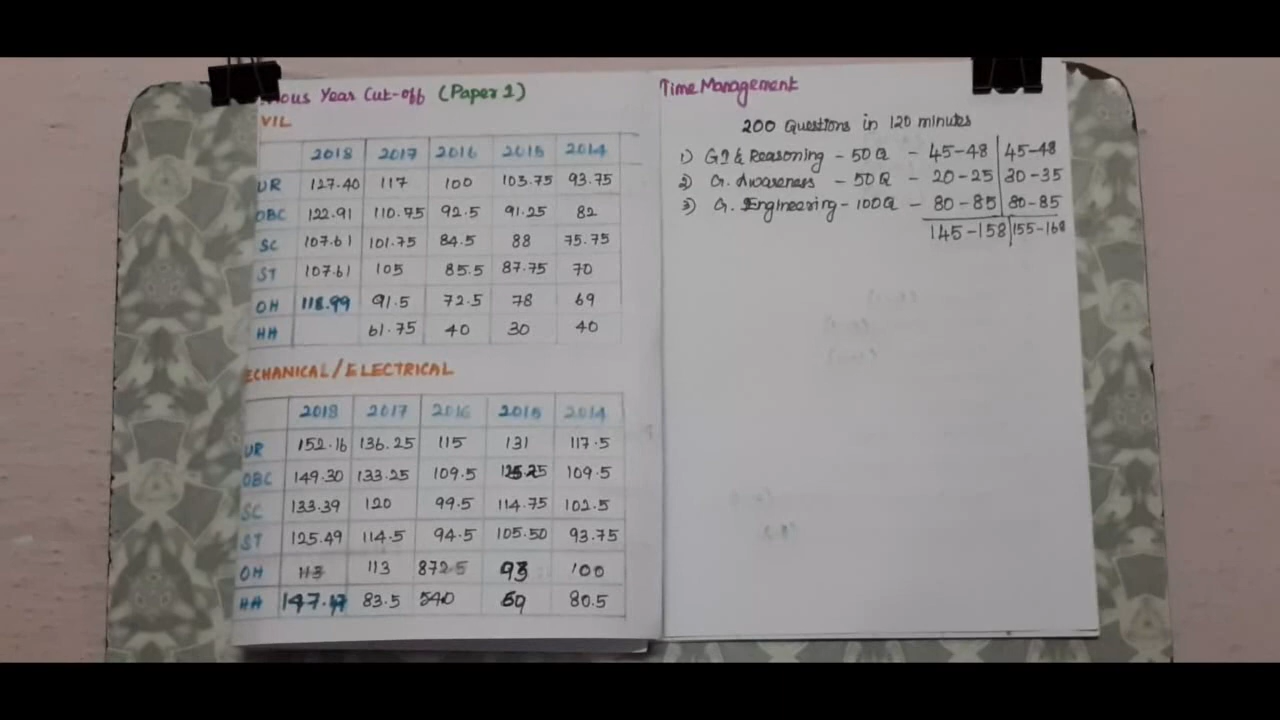 ious Year Cut-off (Paper 1)
VIL
2018 2017 2016 2015 2014
UR 127.40 117 100 103.75 93.75
OBC 122.91 110.75 92.5 91.25 82
SC 107.61 101.75 84.5 88 75.75
ST 107.61 105 85.5 87.75 70
OH 118.99 91.5 72.5 78 69
HH 61.75 40 30 40
ECHANICAL/ELECTRICAL
2018 2017 2016 2015 2014
UR 152.16 136.25 115 131 117.5
OBC 149.30 133.25 109.5 125.25 109.5
SC 133.39 120 99.5 114.75 102.5
ST 125.49 114.5 94.5 105.50 93.75
OH 113 113 93 100
HH 83.5 69 80.5
Time Management
200 Questions in 120 minutes
1) GI & Reasoning - 50Q - 45-48 45-48
2) G. Awareness - 50Q - 20-25 30-35
3) G. Engineering - 100Q - 80-85 80-85
145-158 155-168